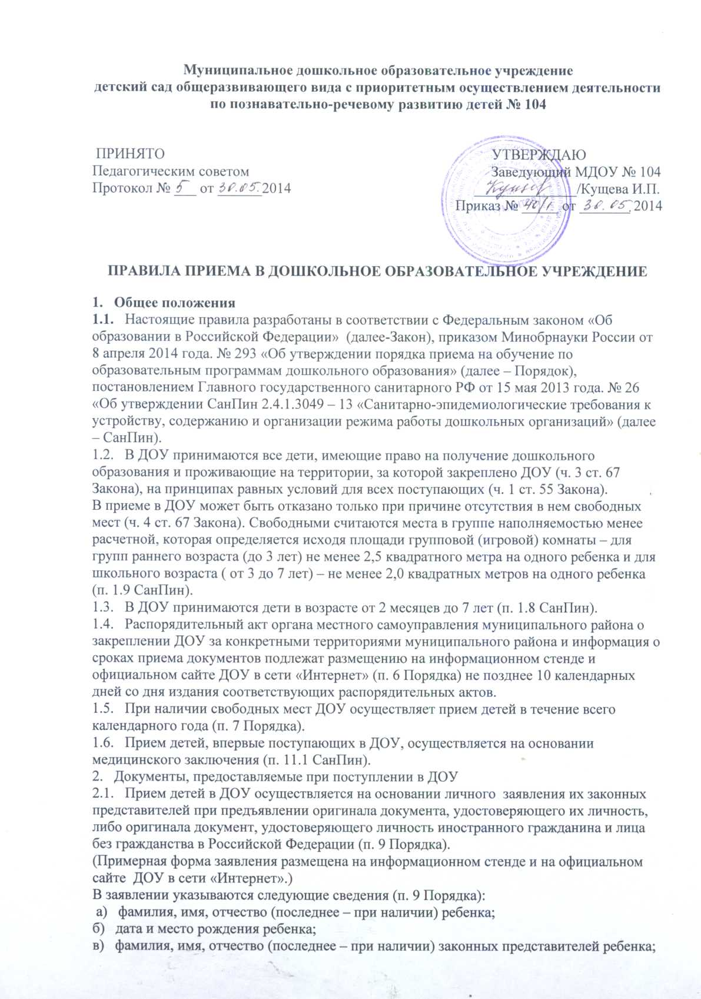 Муниципальное дошкольное образовательное учреждение
детский сад общеразвивающего вида с приоритетным осуществлением деятельности
по познавательно-речевому развитию детей № 104
ПРИНЯТО
Педагогическим советом
Протокол № 5 от 30.05.2014
УТВЕРЖДАЮ
Заведующий МДОУ № 104
/Кущева И.П.
Приказ № 40/1 от 30.05.2014
ПРАВИЛА ПРИЕМА В ДОШКОЛЬНОЕ ОБРАЗОВАТЕЛЬНОЕ УЧРЕЖДЕНИЕ
1. Общее положения
1.1. Настоящие правила разработаны в соответствии с Федеральным законом «Об
образовании в Российской Федерации» (далее-Закон), приказом Минобрнауки России от
8 апреля 2014 года. № 293 «Об утверждении порядка приема на обучение по
образовательным программам дошкольного образования» (далее – Порядок),
постановлением Главного государственного санитарного РФ от 15 мая 2013 года. № 26
«Об утверждении СанПин 2.4.1.3049 – 13 «Санитарно-эпидемиологические требования к
устройству, содержанию и организации режима работы дошкольных организаций» (далее
– СанПин).
1.2. В ДОУ принимаются все дети, имеющие право на получение дошкольного
образования и проживающие на территории, за которой закреплено ДОУ (ч. 3 ст. 67
Закона), на принципах равных условий для всех поступающих (ч. 1 ст. 55 Закона).
В приеме в ДОУ может быть отказано только при причине отсутствия в нем свободных
мест (ч. 4 ст. 67 Закона). Свободными считаются места в группе наполняемостью менее
расчетной, которая определяется исходя площади групповой (игровой) комнаты – для
групп раннего возраста (до 3 лет) не менее 2,5 квадратного метра на одного ребенка и для
школьного возраста ( от 3 до 7 лет) – не менее 2,0 квадратных метров на одного ребенка
(п. 1.9 СанПин).
1.3. В ДОУ принимаются дети в возрасте от 2 месяцев до 7 лет (п. 1.8 СанПин).
1.4. Распорядительный акт органа местного самоуправления муниципального района о
закреплении ДОУ за конкретными территориями муниципального района и информация о
сроках приема документов подлежат размещению на информационном стенде и
официальном сайте ДОУ в сети «Интернет» (п. 6 Порядка) не позднее 10 календарных
дней со дня издания соответствующих распорядительных актов.
1.5. При наличии свободных мест ДОУ осуществляет прием детей в течение всего
календарного года (п. 7 Порядка).
1.6. Прием детей, впервые поступающих в ДОУ, осуществляется на основании
медицинского заключения (п. 11.1 СанПин).
2. Документы, предоставляемые при поступлении в ДОУ
2.1. Прием детей в ДОУ осуществляется на основании личного заявления их законных
представителей при предъявлении оригинала документа, удостоверяющего их личность,
либо оригинала документ, удостоверяющего личность иностранного гражданина и лица
без гражданства в Российской Федерации (п. 9 Порядка).
(Примерная форма заявления размещена на информационном стенде и на официальном
сайте ДОУ в сети «Интернет».)
В заявлении указываются следующие сведения (п. 9 Порядка):
а) фамилия, имя, отчество (последнее – при наличии) ребенка;
б) дата и место рождения ребенка;
в) фамилия, имя, отчество (последнее – при наличии) законных представителей ребенка;